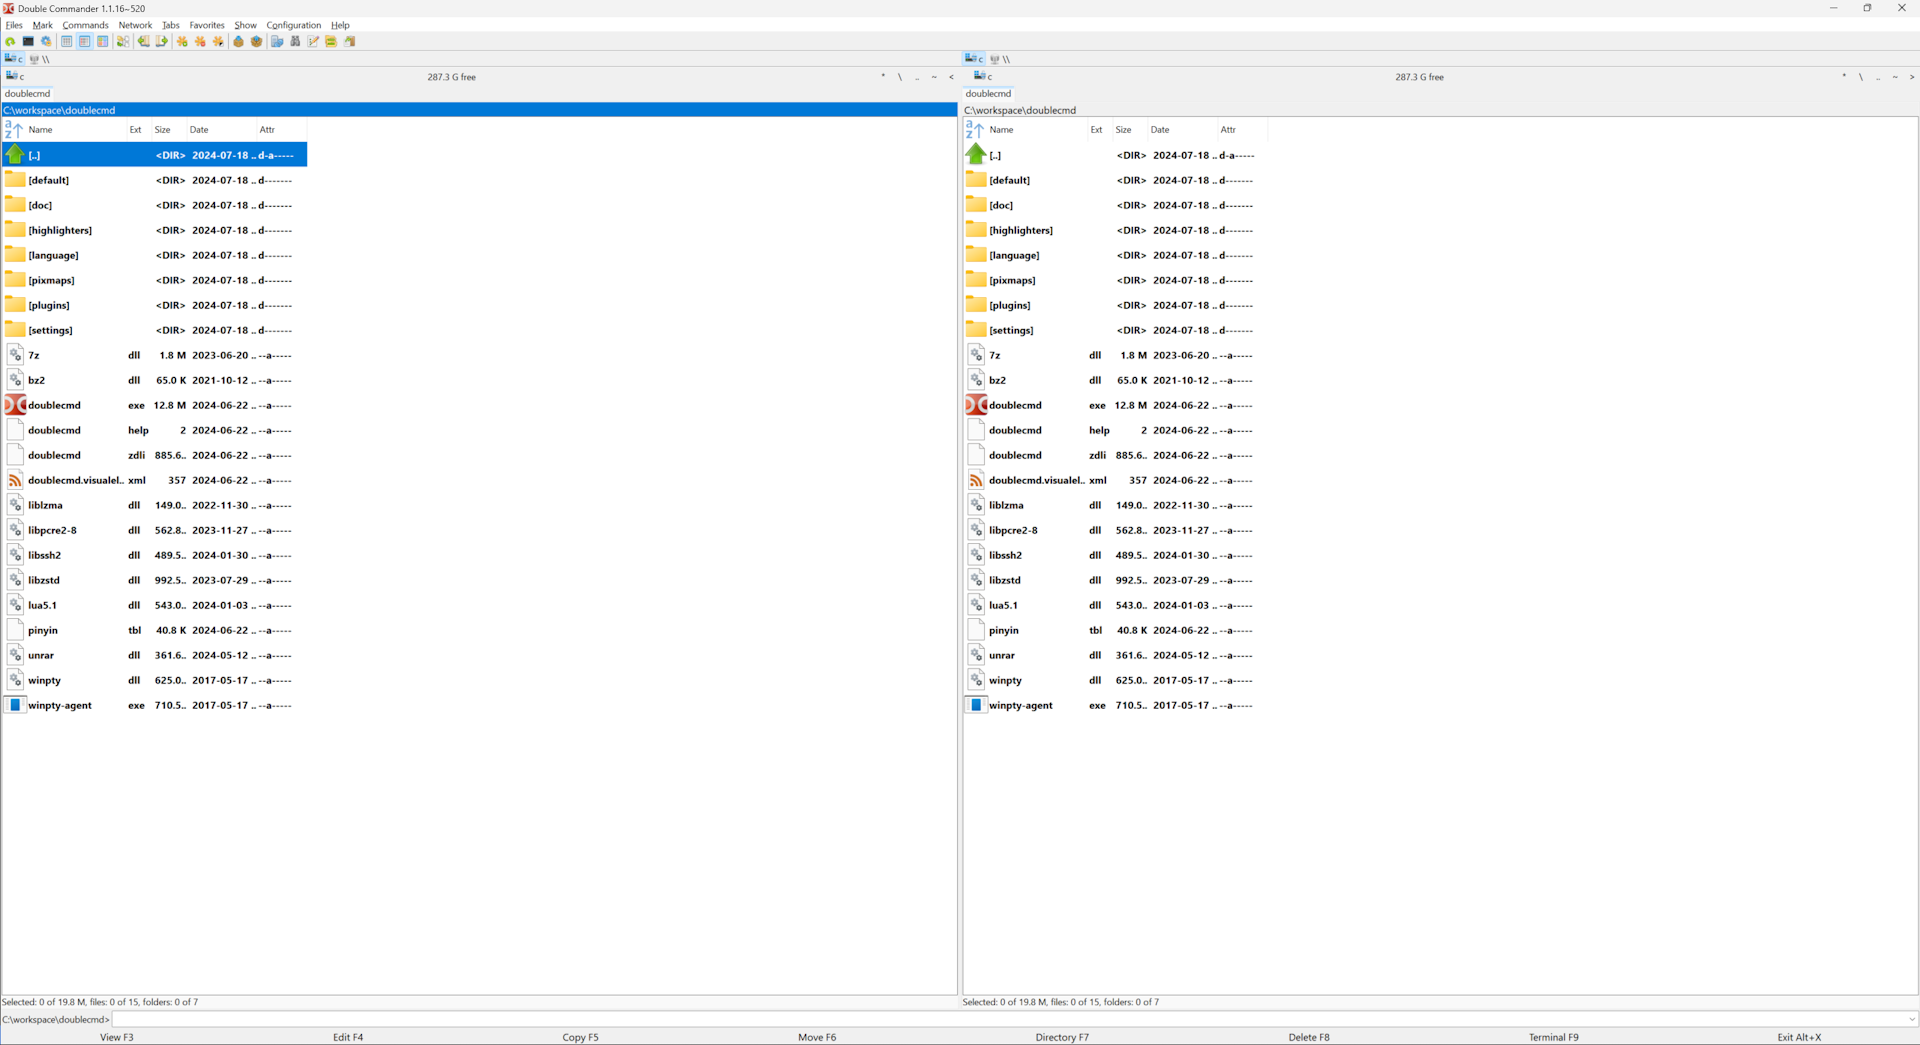 Double Commander 1.1.16~520
Files Mark Commands Network Tabs Favorites Show Configuration Help
c \\ c \\
c 287.3 G free * \ .. ~ < c 287.3 G free * \ .. ~ >
doublecmd doublecmd
C:\workspace\doublecmd C:\workspace\doublecmd
Name Ext Size Date Attr Name Ext Size Date Attr
[..] <DIR> 2024-07-18 .. d-a----- [..] <DIR> 2024-07-18 .. d-a-----
[default] <DIR> 2024-07-18 .. d------- [default] <DIR> 2024-07-18 .. d-------
[doc] <DIR> 2024-07-18 .. d------- [doc] <DIR> 2024-07-18 .. d-------
[highlighters] <DIR> 2024-07-18 .. d------- [highlighters] <DIR> 2024-07-18 .. d-------
[language] <DIR> 2024-07-18 .. d------- [language] <DIR> 2024-07-18 .. d-------
[pixmaps] <DIR> 2024-07-18 .. d------- [pixmaps] <DIR> 2024-07-18 .. d-------
[plugins] <DIR> 2024-07-18 .. d------- [plugins] <DIR> 2024-07-18 .. d-------
[settings] <DIR> 2024-07-18 .. d------- [settings] <DIR> 2024-07-18 .. d-------
7z dll 1.8 M 2023-06-20 .. --a----- 7z dll 1.8 M 2023-06-20 .. --a-----
bz2 dll 65.0 K 2021-10-12 .. --a----- bz2 dll 65.0 K 2021-10-12 .. --a-----
doublecmd exe 12.8 M 2024-06-22 .. --a----- doublecmd exe 12.8 M 2024-06-22 .. --a-----
doublecmd help 2 2024-06-22 .. --a----- doublecmd help 2 2024-06-22 .. --a-----
doublecmd zdli 885.6.. 2024-06-22 .. --a----- doublecmd zdli 885.6.. 2024-06-22 .. --a-----
doublecmd.visualel.. xml 357 2024-06-22 .. --a----- doublecmd.visualel.. xml 357 2024-06-22 .. --a-----
liblzma dll 149.0.. 2022-11-30 .. --a----- liblzma dll 149.0.. 2022-11-30 .. --a-----
libpcre2-8 dll 562.8.. 2023-11-27 .. --a----- libpcre2-8 dll 562.8.. 2023-11-27 .. --a-----
libssh2 dll 489.5.. 2024-01-30 .. --a----- libssh2 dll 489.5.. 2024-01-30 .. --a-----
libzstd dll 992.5.. 2023-07-29 .. --a----- libzstd dll 992.5.. 2023-07-29 .. --a-----
lua5.1 dll 543.0.. 2024-01-03 .. --a----- lua5.1 dll 543.0.. 2024-01-03 .. --a-----
pinyin tbl 40.8 K 2024-06-22 .. --a----- pinyin tbl 40.8 K 2024-06-22 .. --a-----
unrar dll 361.6.. 2024-05-12 .. --a----- unrar dll 361.6.. 2024-05-12 .. --a-----
winpty dll 625.0.. 2017-05-17 .. --a----- winpty dll 625.0.. 2017-05-17 .. --a-----
winpty-agent exe 710.5.. 2017-05-17 .. --a----- winpty-agent exe 710.5.. 2017-05-17 .. --a-----
Selected: 0 of 19.8 M, files: 0 of 15, folders: 0 of 7 Selected: 0 of 19.8 M, files: 0 of 15, folders: 0 of 7
C:\workspace\doublecmd>
View F3 Edit F4 Copy F5 Move F6 Directory F7 Delete F8 Terminal F9 Exit Alt+X